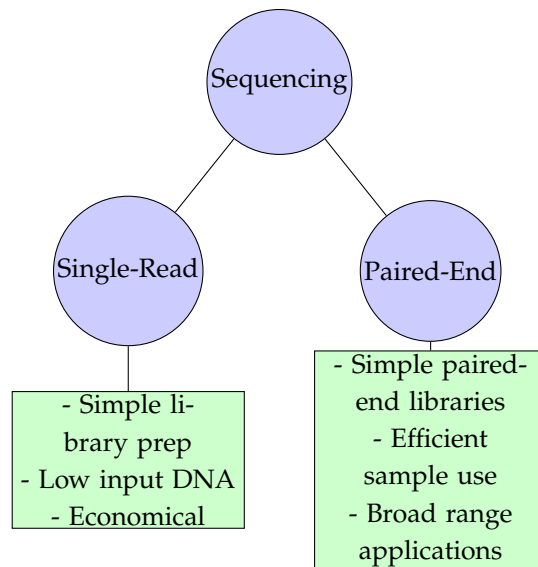 Sequencing
Single-Read
Paired-End
- Simple li-
brary prep
- Low input DNA
- Economical
- Simple paired-
end libraries
- Efficient
sample use
- Broad range
applications